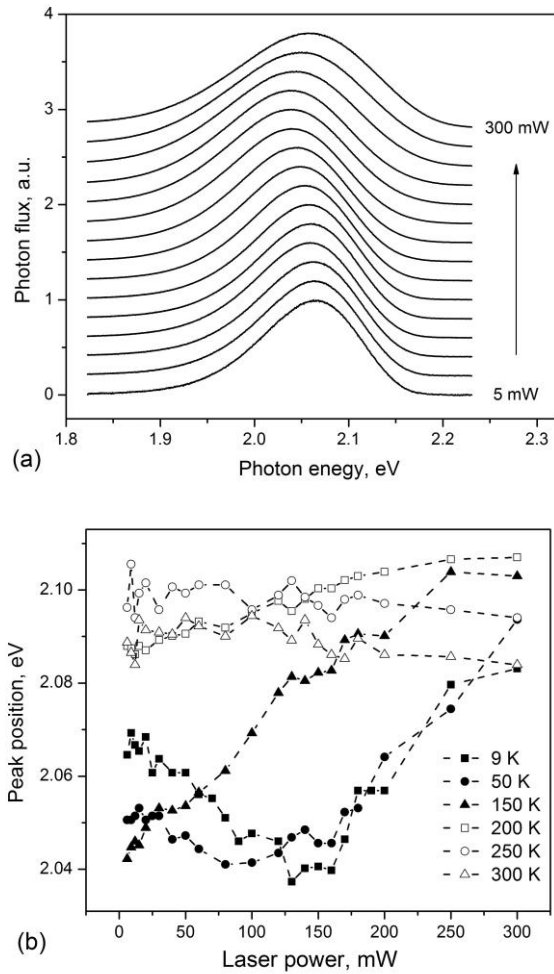 4
3
2
1
0
Photon flux, a.u.
300 mW
5 mW
1.8 1.9 2.0 2.1 2.2 2.3
Photon enegy, eV
(a)
2.10
2.08
2.06
2.04
Peak position, eV
9 K
50 K
150 K
200 K
250 K
300 K
0 50 100 150 200 250 300
Laser power, mW
(b)